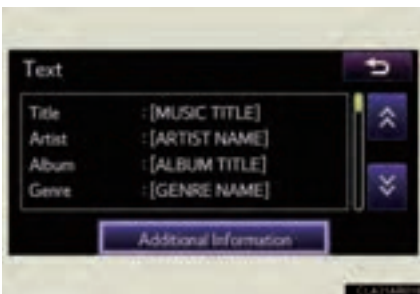 Text
Title : [MUSIC TITLE]
Artist : [ARTIST NAME]
Album : [ALBUM TITLE]
Genre : [GENRE NAME]
Additional Information